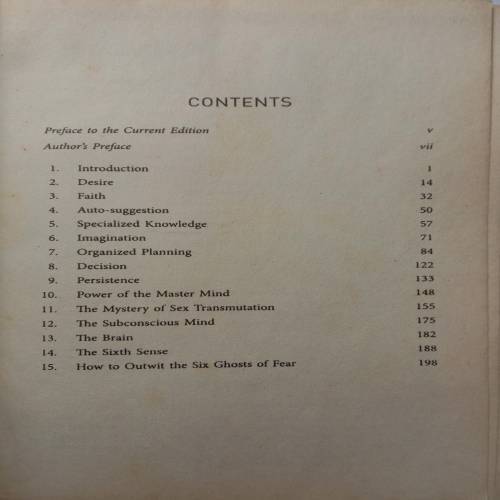 CONTENTS
Preface to the Current Edition v
Author's Preface vii
1. Introduction 1
2. Desire 14
3. Faith 32
4. Auto-suggestion 50
5. Specialized Knowledge 57
6. Imagination 71
7. Organized Planning 84
8. Decision 122
9. Persistence 133
10. Power of the Master Mind 148
11. The Mystery of Sex Transmutation 155
12. The Subconscious Mind 175
13. The Brain 182
14. The Sixth Sense 188
15. How to Outwit the Six Ghosts of Fear 198